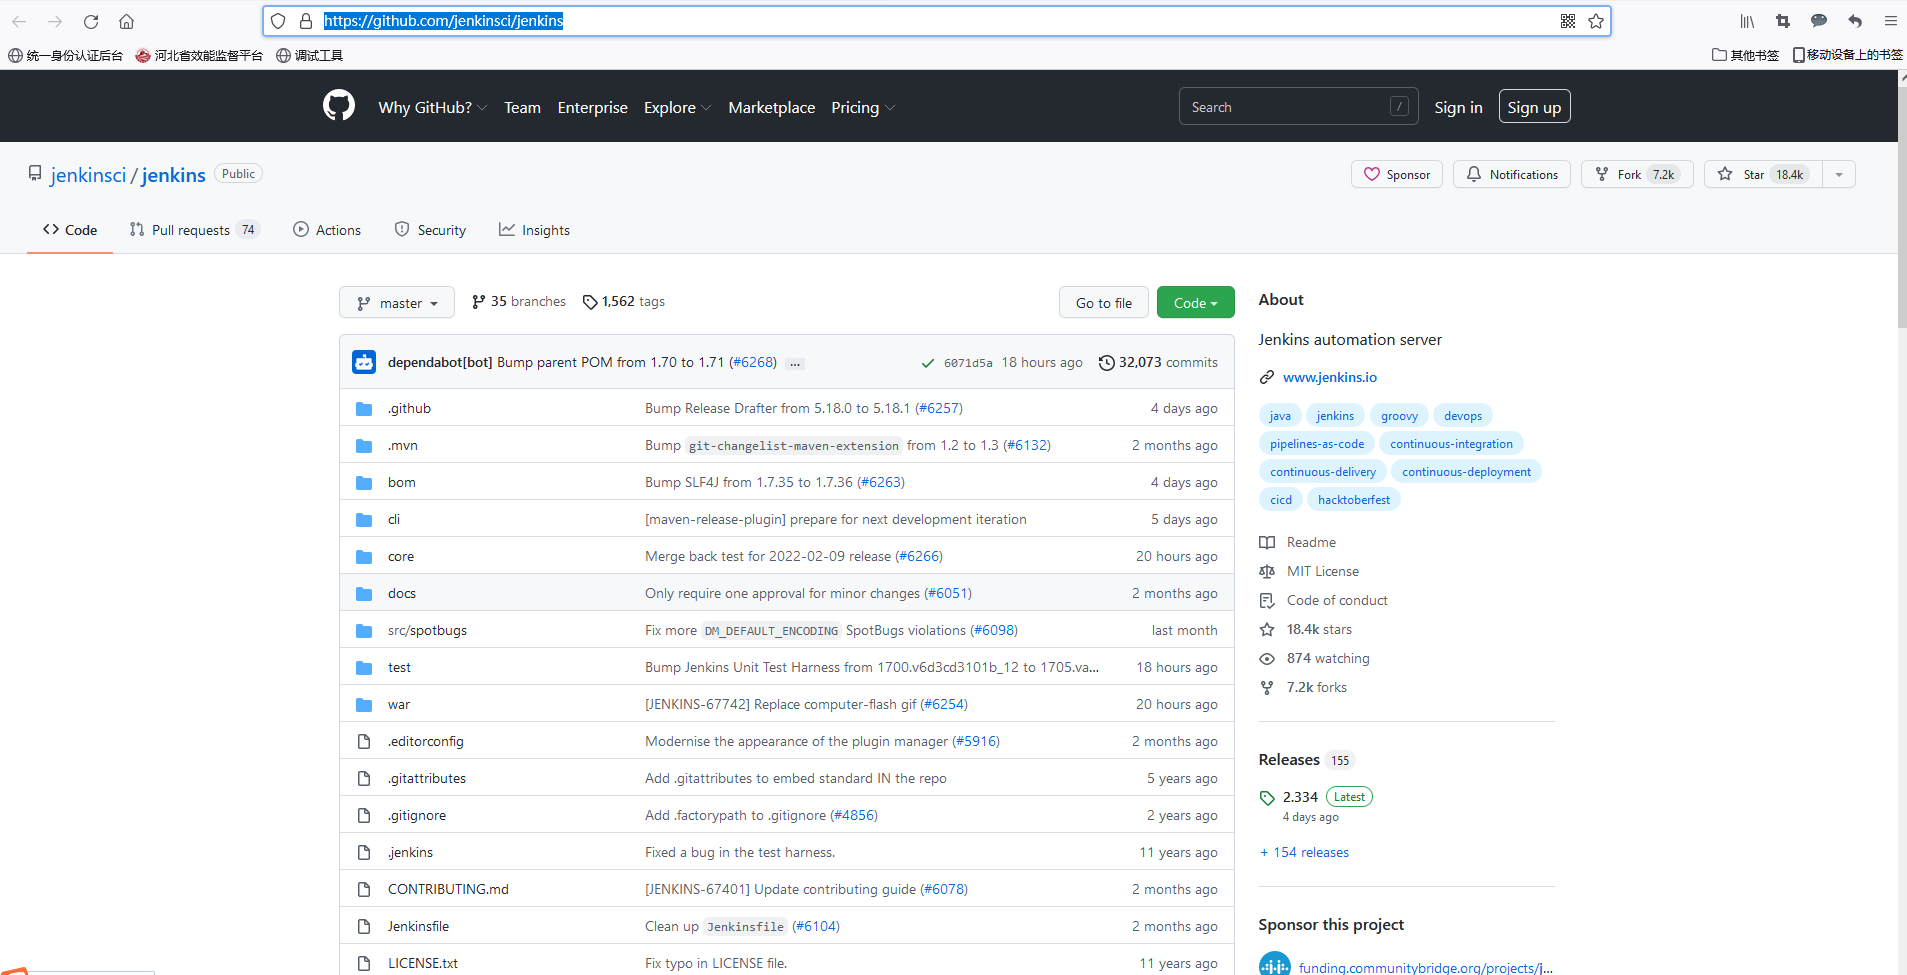 https://github.com/jenkinsci/jenkins
统一身份认证后台 河北省效能监督平台 调试工具 其他书签 移动设备上的书签
Why GitHub? Team Enterprise Explore Marketplace Pricing Search / Sign in Sign up
jenkinsci / jenkins Public Sponsor Notifications Fork 7.2k Star 18.4k
Code Pull requests 74 Actions Security Insights
master 35 branches 1,562 tags Go to file Code
dependabot[bot] Bump parent POM from 1.70 to 1.71 (#6268) ... 6071d5a 18 hours ago 32,073 commits
.github Bump Release Drafter from 5.18.0 to 5.18.1 (#6257) 4 days ago
.mvn Bump git-changelist-maven-extension from 1.2 to 1.3 (#6132) 2 months ago
bom Bump SLF4J from 1.7.35 to 1.7.36 (#6263) 4 days ago
cli [maven-release-plugin] prepare for next development iteration 5 days ago
core Merge back test for 2022-02-09 release (#6266) 20 hours ago
docs Only require one approval for minor changes (#6051) 2 months ago
src/spotbugs Fix more DM_DEFAULT_ENCODING SpotBugs violations (#6098) last month
test Bump Jenkins Unit Test Harness from 1700.v6d3cd3101b_12 to 1705.va... 18 hours ago
war [JENKINS-67742] Replace computer-flash gif (#6254) 20 hours ago
.editorconfig Modernise the appearance of the plugin manager (#5916) 2 months ago
.gitattributes Add .gitattributes to embed standard IN the repo 5 years ago
.gitignore Add .factorypath to .gitignore (#4856) 2 years ago
.jenkins Fixed a bug in the test harness. 11 years ago
CONTRIBUTING.md [JENKINS-67401] Update contributing guide (#6078) 2 months ago
Jenkinsfile Clean up Jenkinsfile (#6104) 2 months ago
LICENSE.txt Fix typo in LICENSE file. 11 years ago
About
Jenkins automation server
www.jenkins.io
java jenkins groovy devops
pipelines-as-code continuous-integration
continuous-delivery continuous-deployment
cicd hacktoberfest
Readme
MIT License
Code of conduct
18.4k stars
874 watching
7.2k forks
Releases 155
2.334 Latest
4 days ago
+ 154 releases
Sponsor this project
funding.communitybridge.org/projects/j...